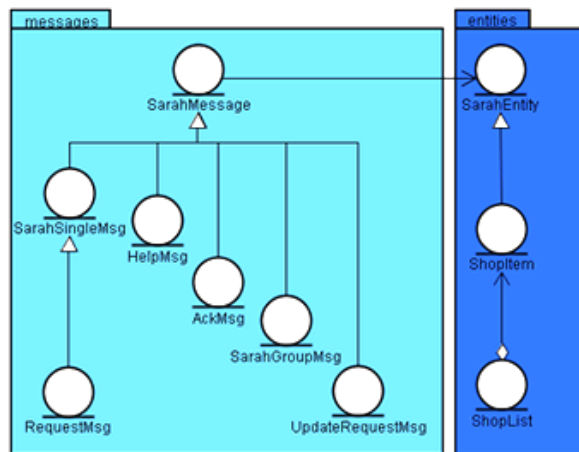 messages
entities
SarahMessage
SarahEntity
SarahSingleMsg
HelpMsg
ShopItem
AckMsg
SarahGroupMsg
RequestMsg
UpdateRequestMsg
ShopList